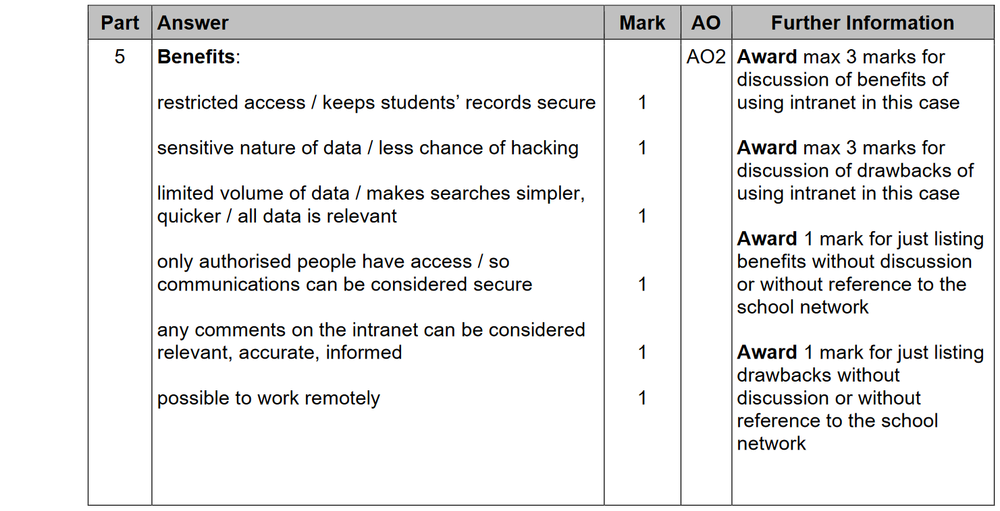 Part Answer Mark AO Further Information
5 Benefits: AO2 Award max 3 marks for
discussion of benefits of
restricted access / keeps students’ records secure 1 using intranet in this case
sensitive nature of data / less chance of hacking 1 Award max 3 marks for
discussion of drawbacks of
limited volume of data / makes searches simpler, using intranet in this case
quicker / all data is relevant 1
Award 1 mark for just listing
only authorised people have access / so benefits without discussion
communications can be considered secure 1 or without reference to the
school network
any comments on the intranet can be considered
relevant, accurate, informed 1 Award 1 mark for just listing
drawbacks without
possible to work remotely 1 discussion or without
reference to the school
network